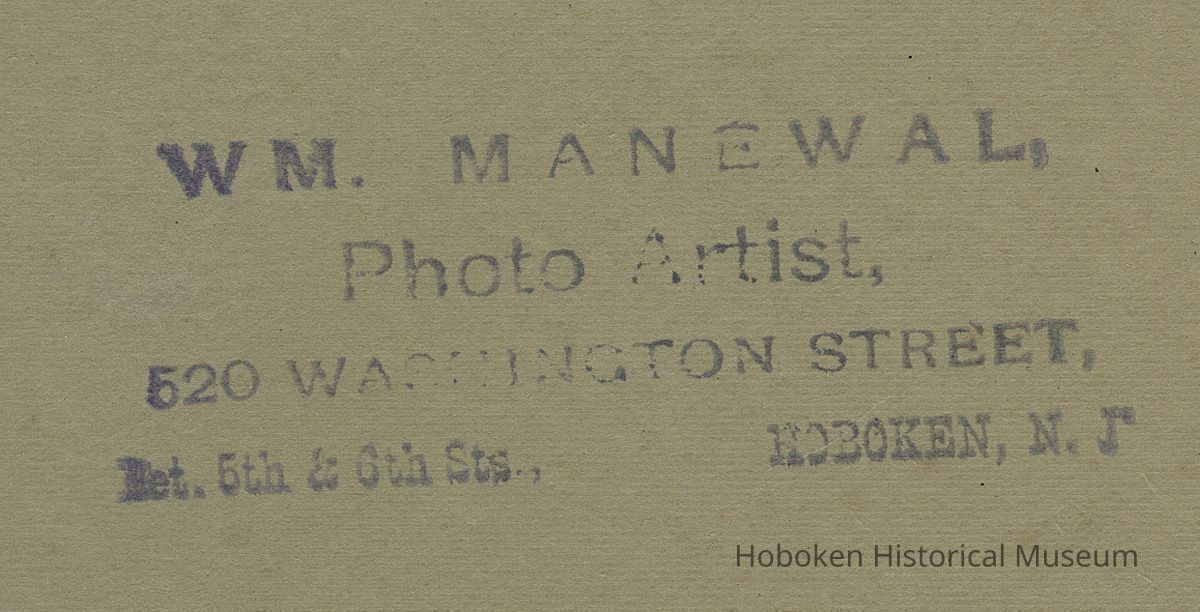 WM. MANEWAL,
Photo Artist,
520 WASHINGTON STREET,
Bet. 5th & 6th Sts., HOBOKEN, N. J
Hoboken Historical Museum